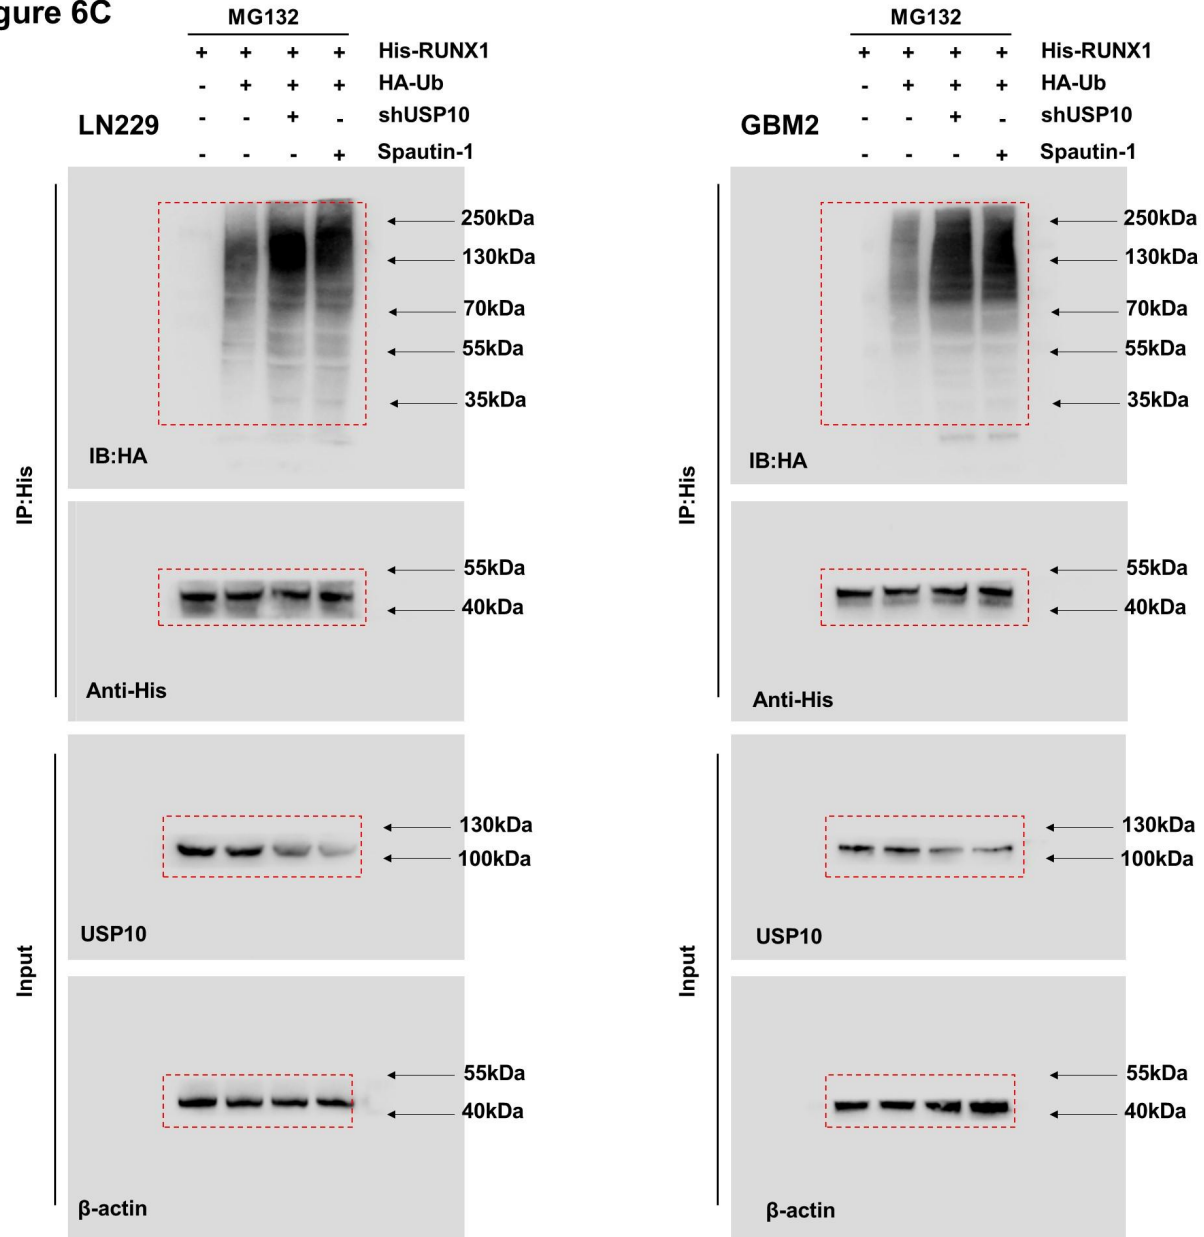 gure 6C
MG132
+ + + + His-RUNX1
- + + + HA-Ub
LN229 - - + - shUSP10
- - - + Spautin-1
250kDa
130kDa
70kDa
55kDa
35kDa
IB:HA
IP:His
55kDa
40kDa
Anti-His
130kDa
100kDa
USP10
Input
55kDa
40kDa
β-actin
MG132
+ + + + His-RUNX1
- + + + HA-Ub
GBM2 - - + - shUSP10
- - - + Spautin-1
250kDa
130kDa
70kDa
55kDa
35kDa
IB:HA
IP:His
55kDa
40kDa
Anti-His
130kDa
100kDa
USP10
Input
55kDa
40kDa
β-actin